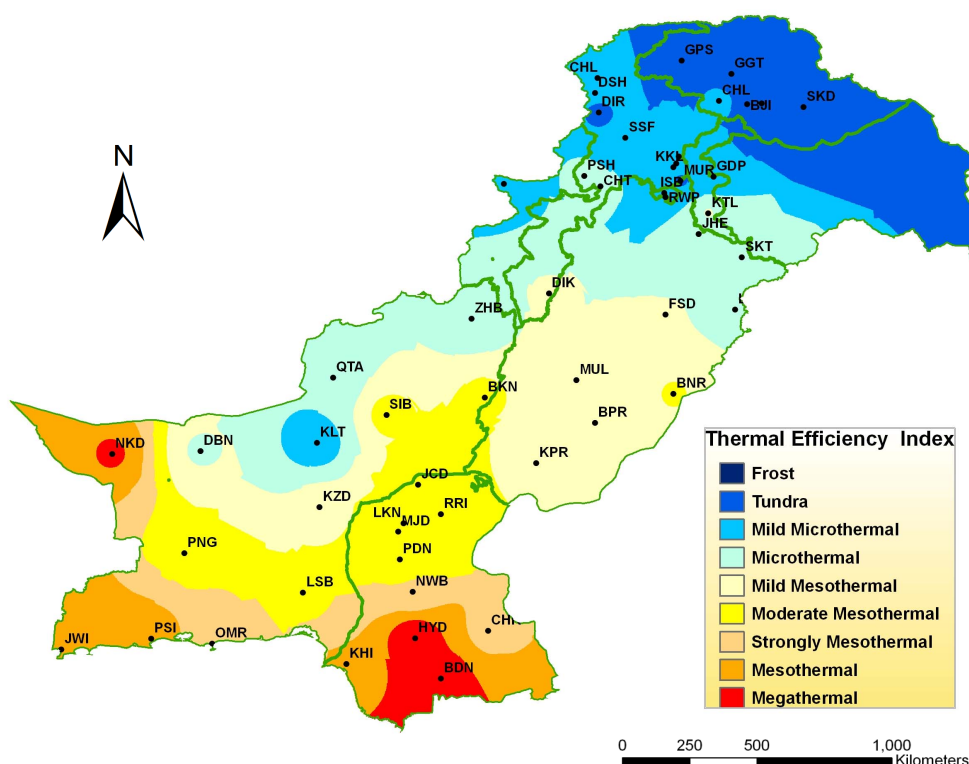 GPS
GGT
CHL
DSH
CHL
DIR
SKD
SSF
KKL
PSH
MUR
GDP
CHT
ISB
RWP
KTL
JHE
SKT
DIK
ZHB
FSD
QTA
MUL
BKN
BNR
SIB
BPR
NKD
DBN
KLT
KPR
JCD
KZD
RRI
LKN
MJD
PNG
PDN
LSB
NWB
PSI
OMR
HYD
JWI
KHI
BDN
N
Thermal Efficiency Index
Frost
Tundra
Mild Microthermal
Microthermal
Mild Mesothermal
Moderate Mesothermal
Strongly Mesothermal
Mesothermal
Megathermal
0 250 500 1,000
Kilometers